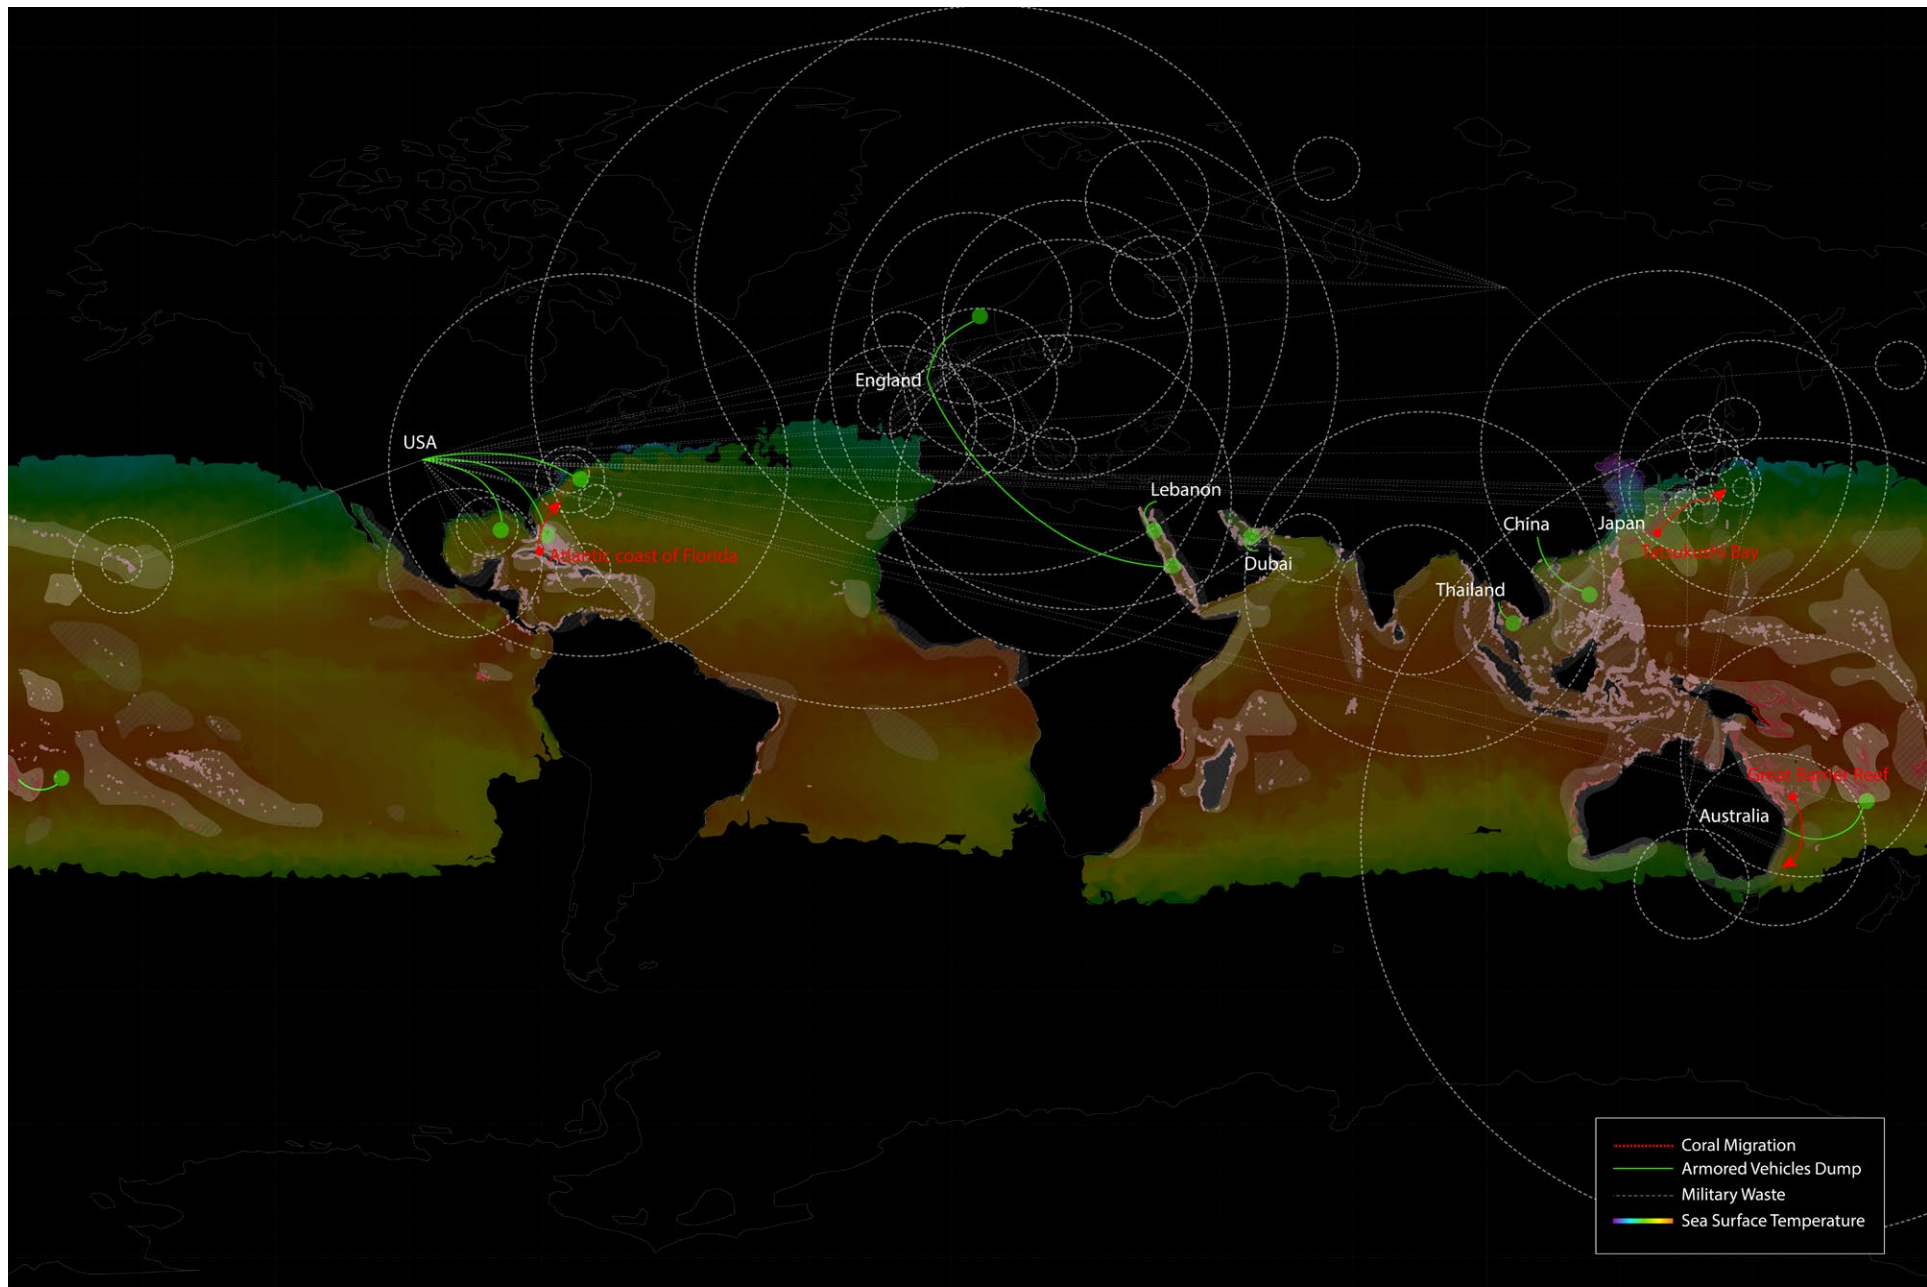 England
USA
Lebanon
China
Japan
Tatsukushi Bay
Atlantic coast of Florida
Dubai
Thailand
Great Barrier Reef
Australia
Coral Migration
Armored Vehicles Dump
Military Waste
Sea Surface Temperature